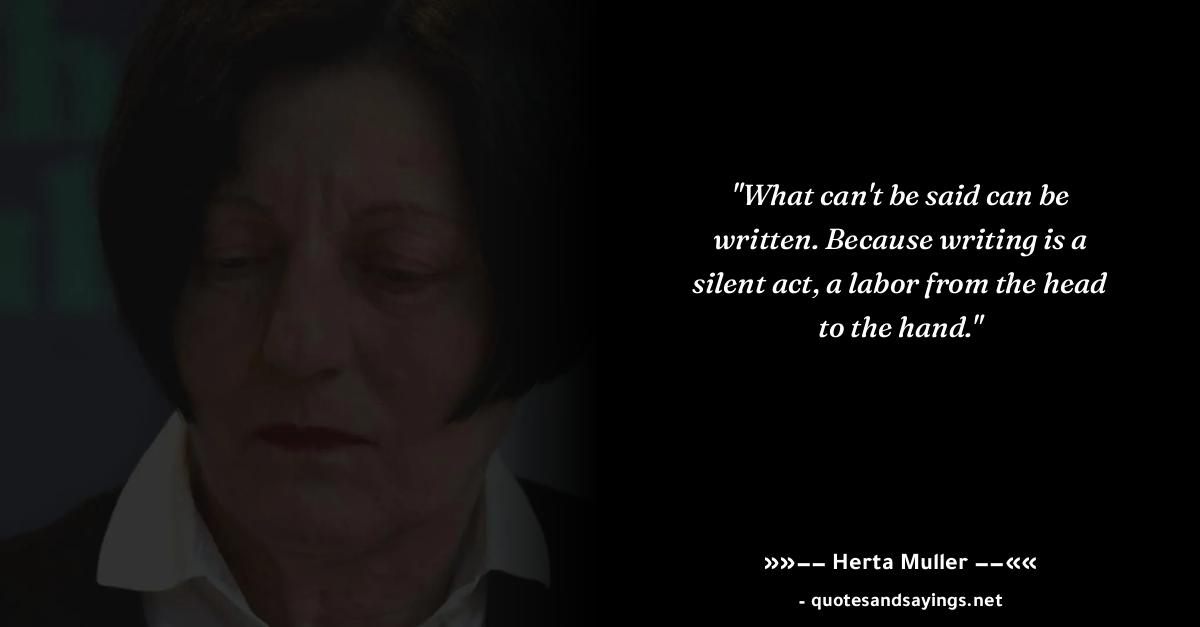 "What can't be said can be
written. Because writing is a
silent act, a labor from the head
to the hand."
»»−− Herta Muller −−««
- quotesandsayings.net